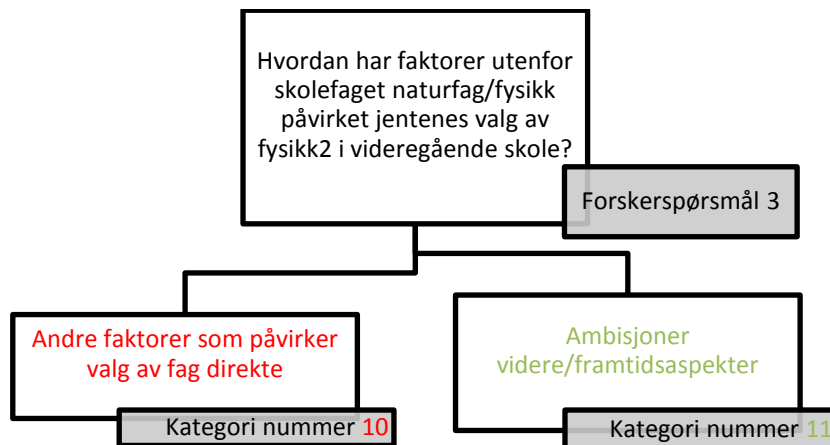 Hvordan har faktorer utenfor
skolefaget naturfag/fysikk
påvirket jentenes valg av
fysikk2 i videregående skole?
Forskerspørsmål 3
Andre faktorer som påvirker
valg av fag direkte
Kategori nummer 10
Ambisjoner
videre/framtidsaspekter
Kategori nummer 11